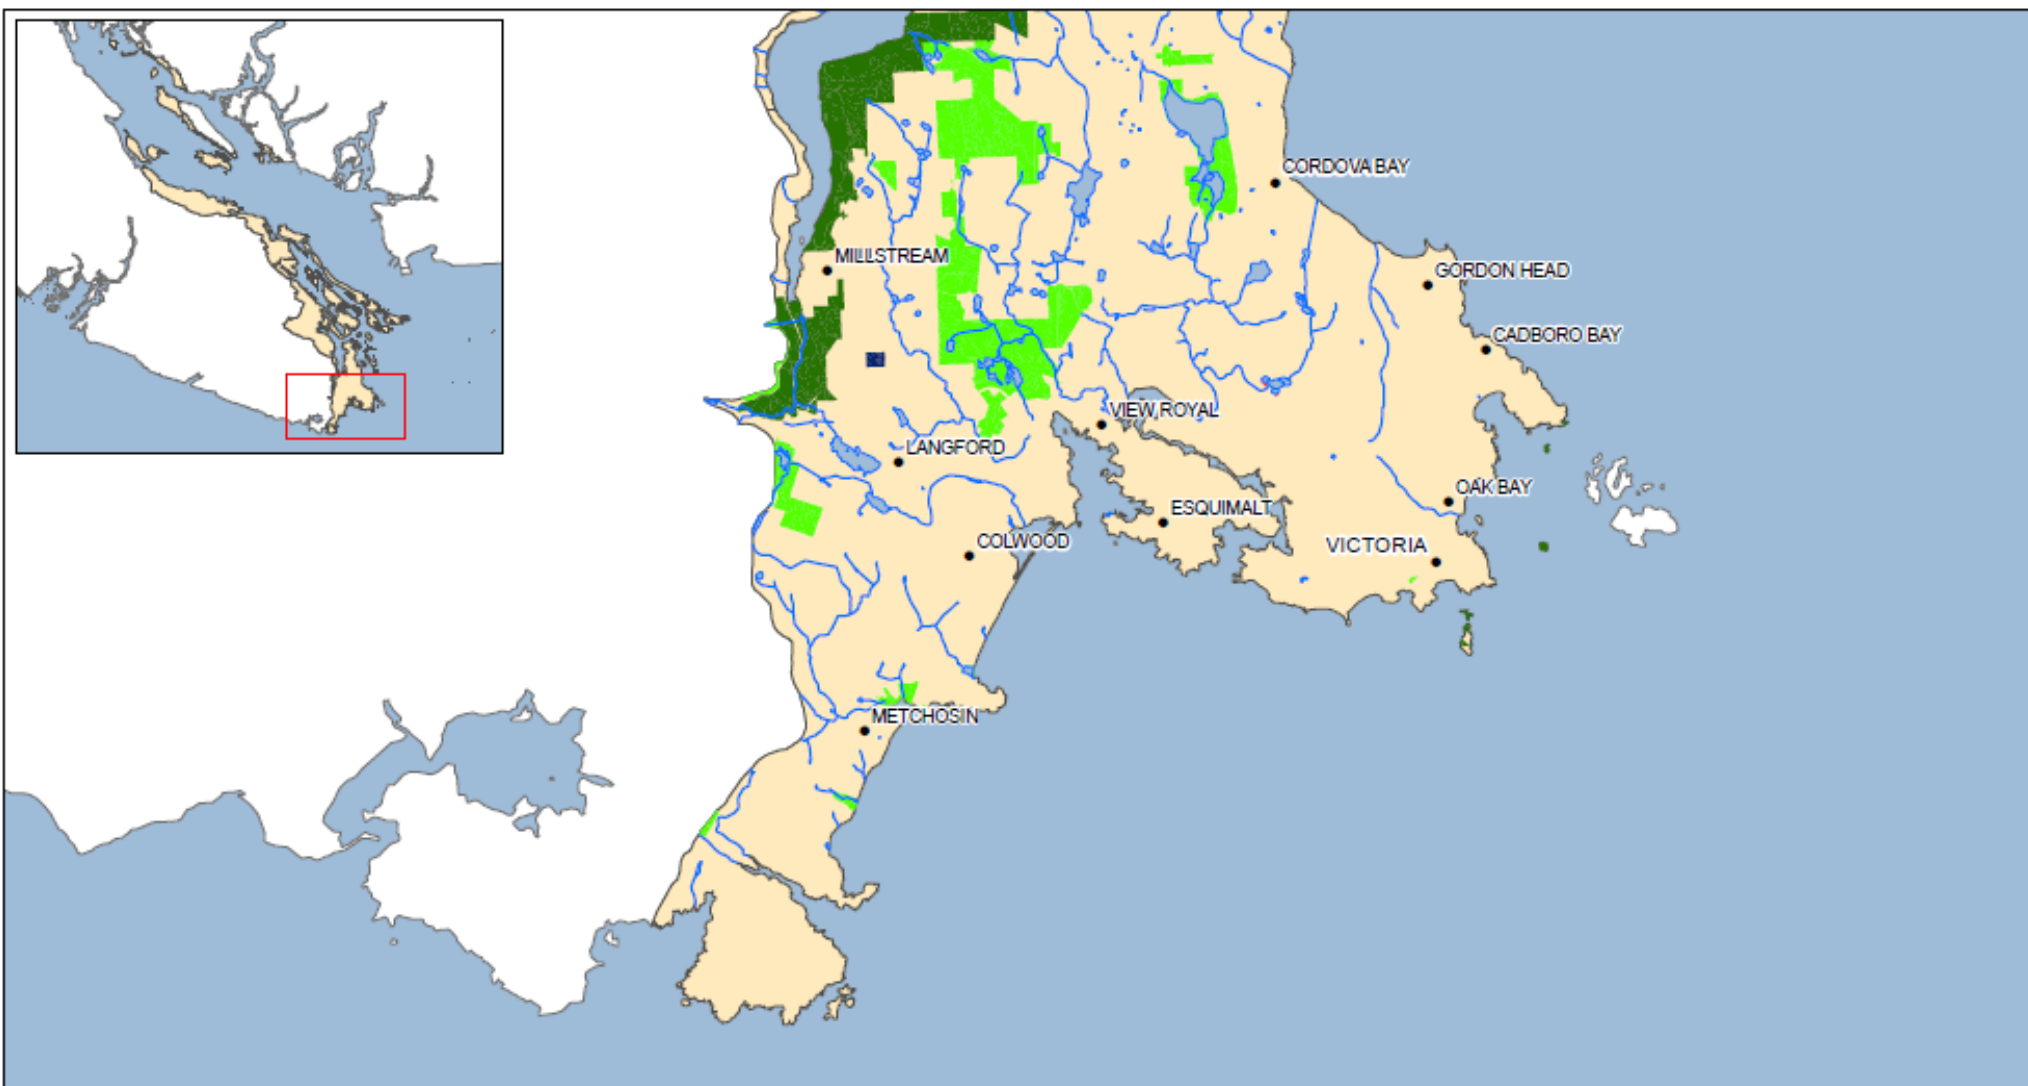 CORDOVA BAY
MILLSTREAM
GORDON HEAD
CADBORO BAY
VIEW ROYAL
LANGFORD
OAK BAY
ESQUIMALT
COLWOOD
VICTORIA
METCHOSIN